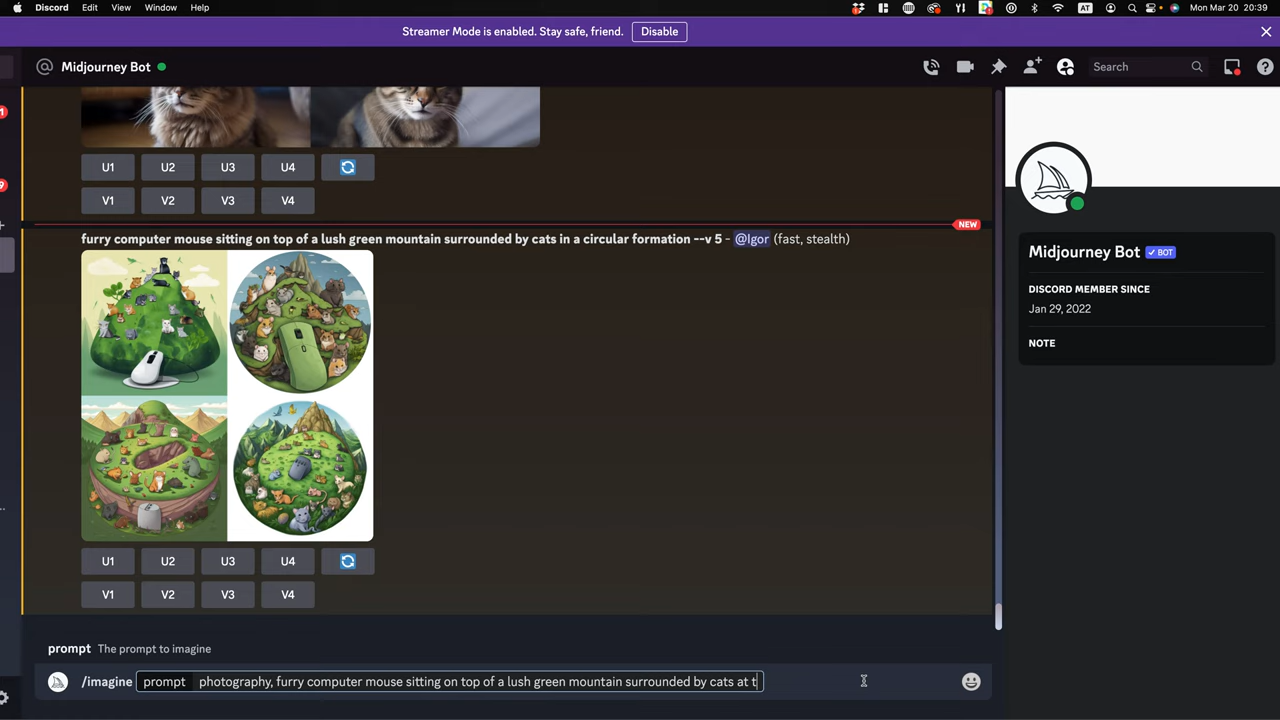 Discord Edit View Window Help AT Mon Mar 20 20:39
Streamer Mode is enabled. Stay safe, friend. Disable
@ Midjourney Bot Search
1
U1 U2 U3 U4
9
V1 V2 V3 V4
NEW
furry computer mouse sitting on top of a lush green mountain surrounded by cats in a circular formation --v 5 - @Igor (fast, stealth)
Midjourney Bot ✓ BOT
DISCORD MEMBER SINCE
Jan 29, 2022
NOTE
U1 U2 U3 U4
V1 V2 V3 V4
prompt The prompt to imagine
/imagine prompt photography, furry computer mouse sitting on top of a lush green mountain surrounded by cats at t